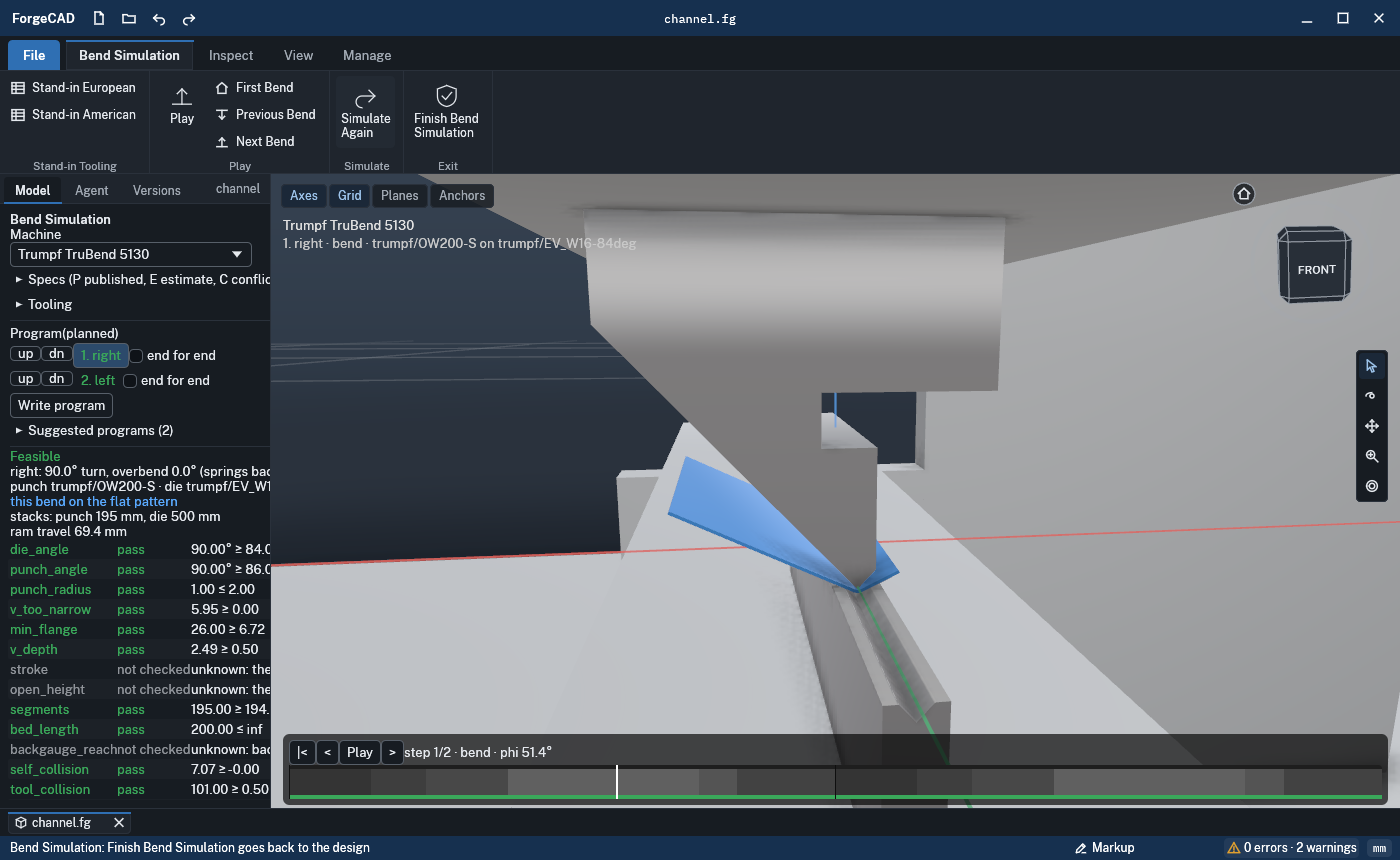 ForgeCAD
channel.fg
File
Bend Simulation
Inspect
View
Manage
Stand-in European
Stand-in American
Stand-in Tooling
Play
First Bend
Previous Bend
Next Bend
Play
Simulate
Again
Simulate
Finish Bend
Simulation
Exit
Model
Agent
Versions
channel
Bend Simulation
Machine
Trumpf TruBend 5130
Specs (P published, E estimate, C conflic
Tooling
Program(planned)
up dn 1. right end for end
up dn 2. left end for end
Write program
Suggested programs (2)
Feasible
right: 90.0° turn, overbend 0.0° (springs bac
punch trumpf/OW200-S · die trumpf/EV_W1
this bend on the flat pattern
stacks: punch 195 mm, die 500 mm
ram travel 69.4 mm
die_angle pass 90.00° ≥ 84.0
punch_angle pass 90.00° ≥ 86.0
punch_radius pass 1.00 ≤ 2.00
v_too_narrow pass 5.95 ≥ 0.00
min_flange pass 26.00 ≥ 6.72
v_depth pass 2.49 ≥ 0.50
stroke not checked unknown: the
open_height not checked unknown: the
segments pass 195.00 ≥ 194.
bed_length pass 200.00 ≤ inf
backgauge_reach not checked unknown: bac
self_collision pass 7.07 ≥ -0.00
tool_collision pass 101.00 ≥ 0.50
Axes Grid Planes Anchors
Trumpf TruBend 5130
1. right · bend · trumpf/OW200-S on trumpf/EV_W16-84deg
FRONT
|< < Play > step 1/2 · bend · phi 51.4°
channel.fg
Bend Simulation: Finish Bend Simulation goes back to the design
Markup
0 errors · 2 warnings
mm